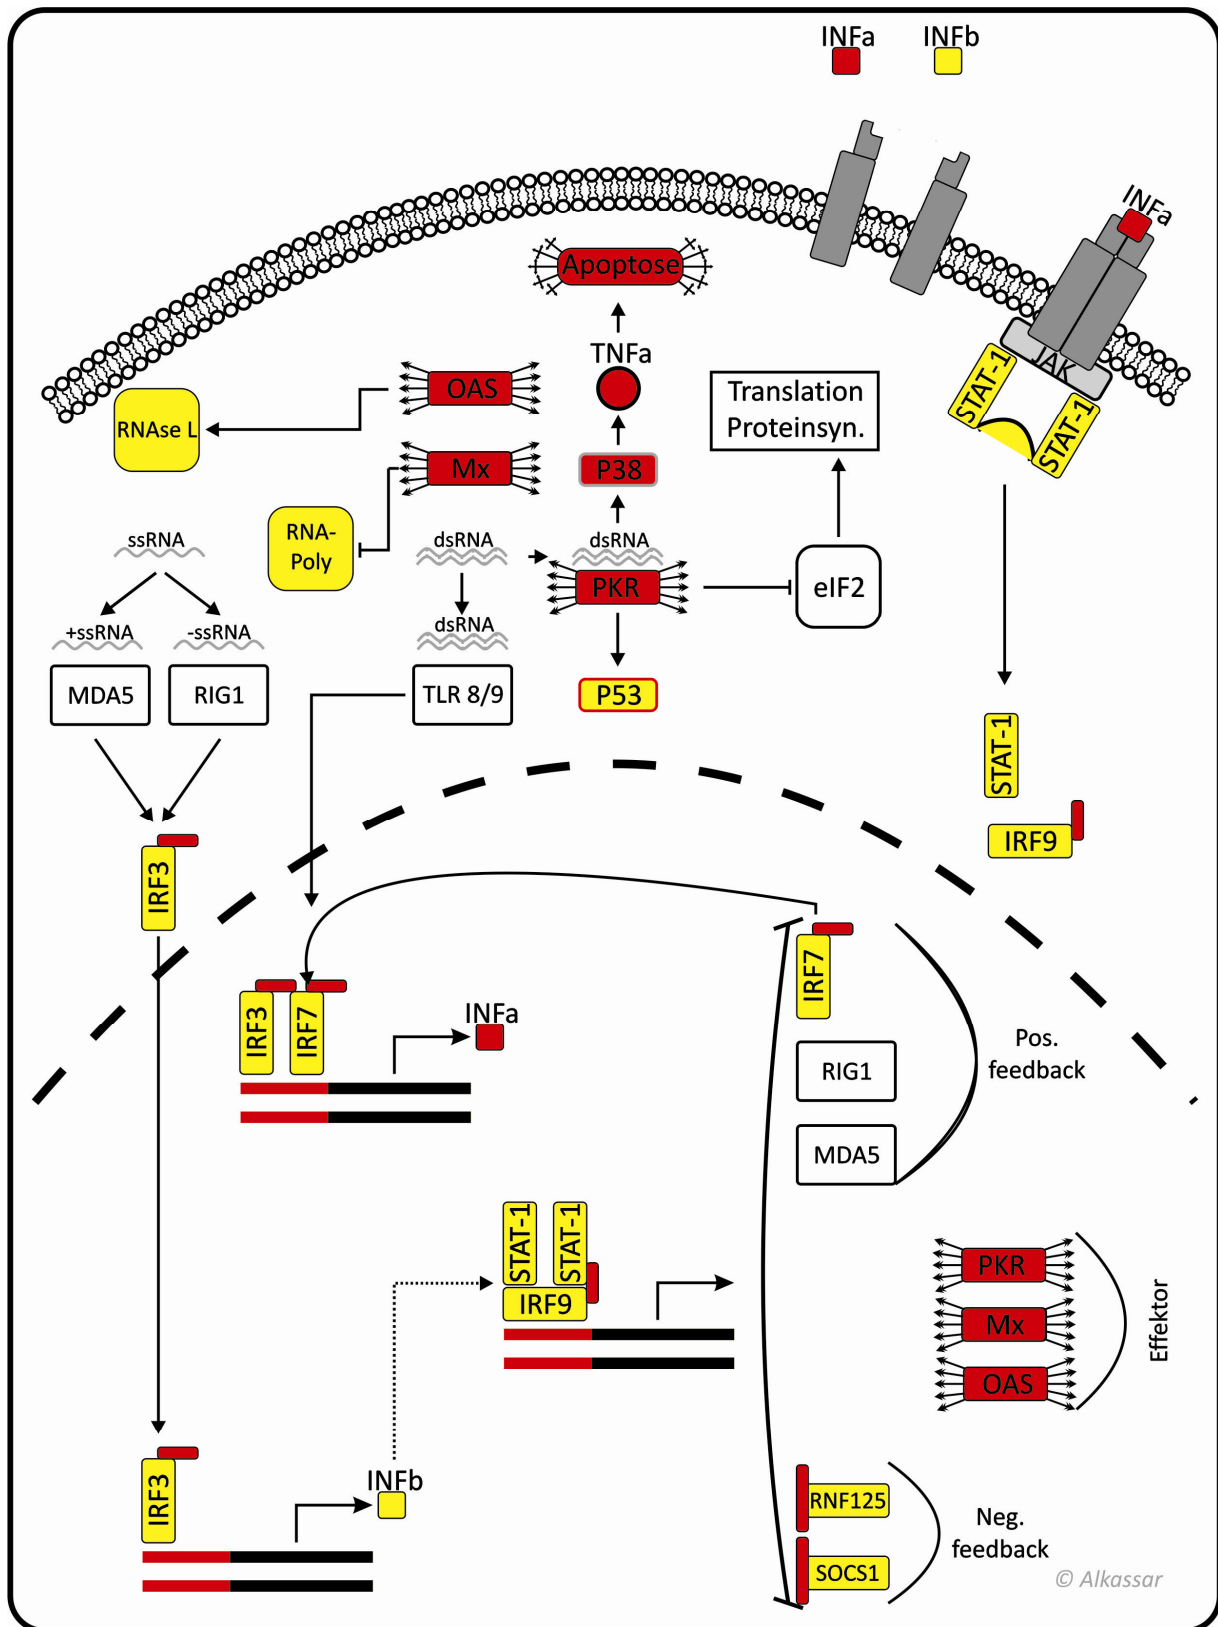 INFa
INFb
INFa
Apoptose
JAK
STAT-1
STAT-1
TNFa
OAS
RNAse L
Translation
Proteinsyn.
Mx
P38
RNA-
Poly
ssRNA
dsRNA
dsRNA
PKR
eIF2
+ssRNA
-ssRNA
dsRNA
MDA5
RIG1
TLR 8/9
P53
STAT-1
IRF9
IRF3
IRF7
IRF3
IRF7
INFa
Pos.
feedback
RIG1
MDA5
STAT-1
STAT-1
IRF9
PKR
Mx
OAS
Effektor
IRF3
INFb
RNF125
SOCS1
Neg.
feedback
© Alkassar